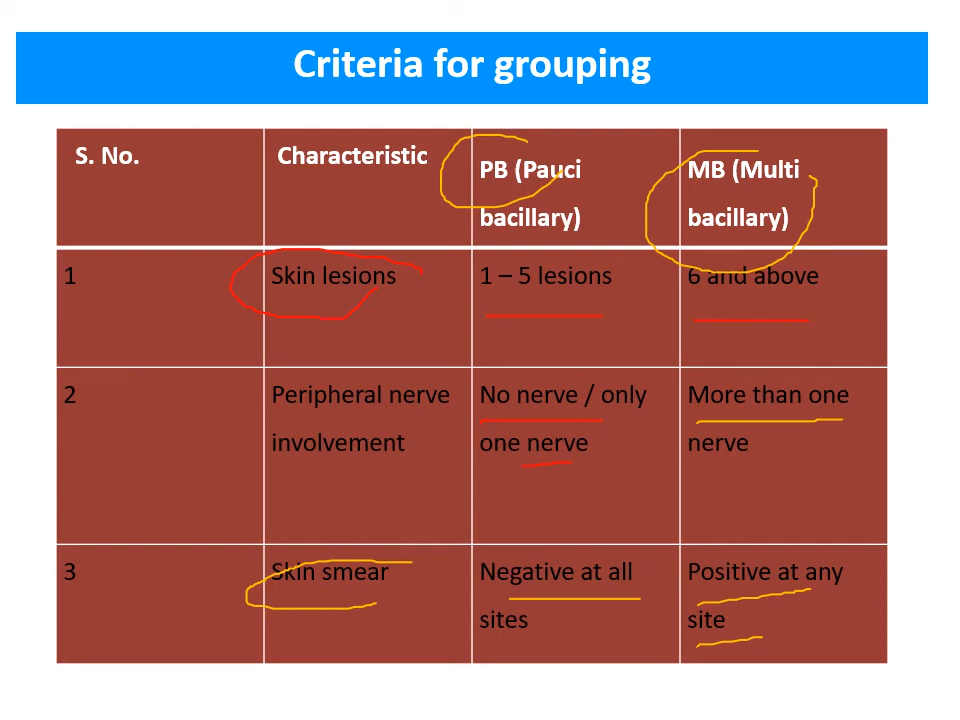 Criteria for grouping
S. No.
Characteristic
PB (Pauci
bacillary)
MB (Multi
bacillary)
1
Skin lesions
1 – 5 lesions
6 and above
2
Peripheral nerve
involvement
No nerve / only
one nerve
More than one
nerve
3
Skin smear
Negative at all
sites
Positive at any
site